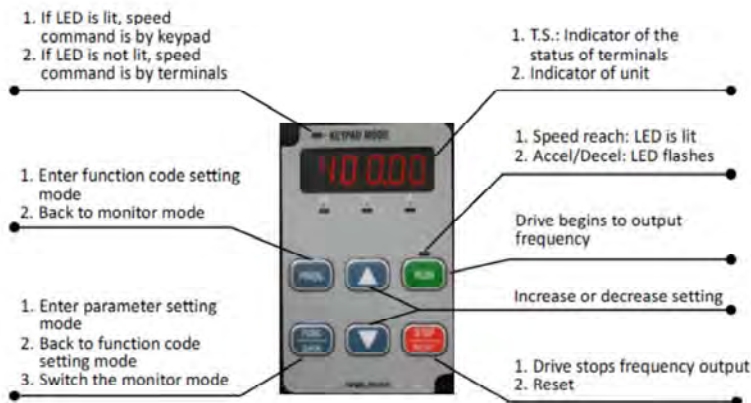 1. If LED is lit, speed
command is by keypad
2. If LED is not lit, speed
command is by terminals
1. T.S.: Indicator of the
status of terminals
2. Indicator of unit
KEYPAD MODE
400.00
1. Speed reach: LED is lit
2. Accel/Decel: LED flashes
1. Enter function code setting
mode
2. Back to monitor mode
Drive begins to output
frequency
PROG
RUN
Increase or decrease setting
1. Enter parameter setting
mode
2. Back to function code
setting mode
3. Switch the monitor mode
FUNC
DATA
STOP
RESET
1. Drive stops frequency output
2. Reset